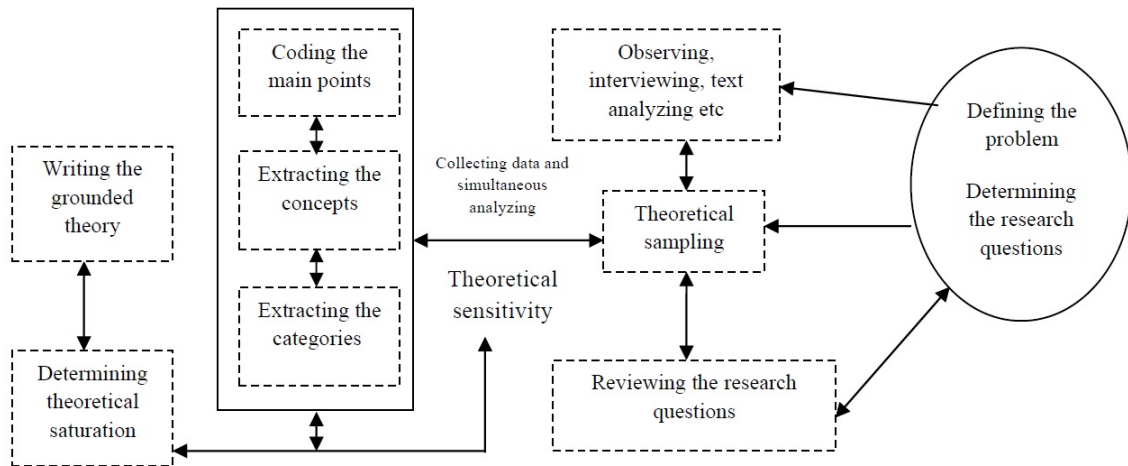 Coding the
main points
Extracting the
concepts
Extracting the
categories
Writing the
grounded
theory
Determining
theoretical
saturation
Collecting data and
simultaneous
analyzing
Theoretical
sensitivity
Observing,
interviewing, text
analyzing etc
Theoretical
sampling
Reviewing the research
questions
Defining the
problem
Determining
the research
questions